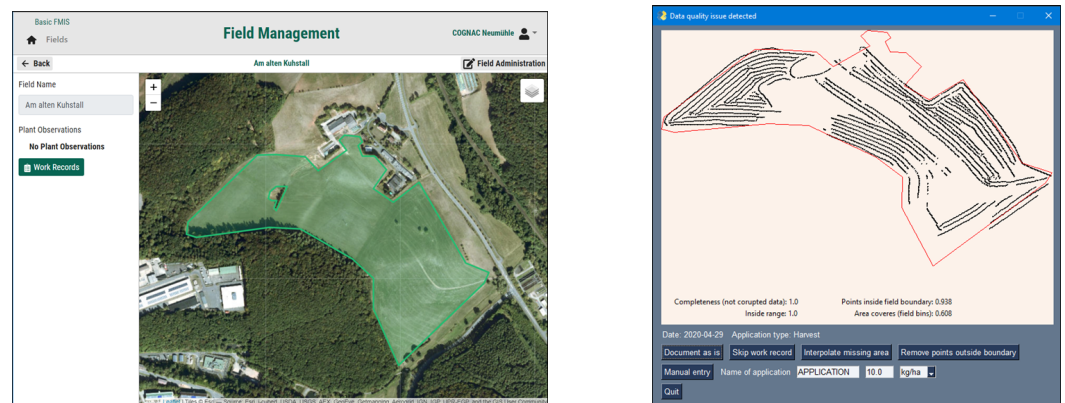 Basic FMIS
Fields
Field Management
COGNAC Neumühle
Back
Am alten Kuhstall
Field Administration
Field Name
Am alten Kuhstall
Plant Observations
No Plant Observations
Work Records
+
−
Data quality issue detected
Completeness (not corupted data): 1.0
Points inside field boundary: 0.938
Inside range: 1.0
Area coveres (field bins): 0.608
Date: 2020-04-29 Application type: Harvest
Document as is
Skip work record
Interpolate missing area
Remove points outside boundary
Manual entry
Name of application
APPLICATION
10.0
kg/ha
Quit